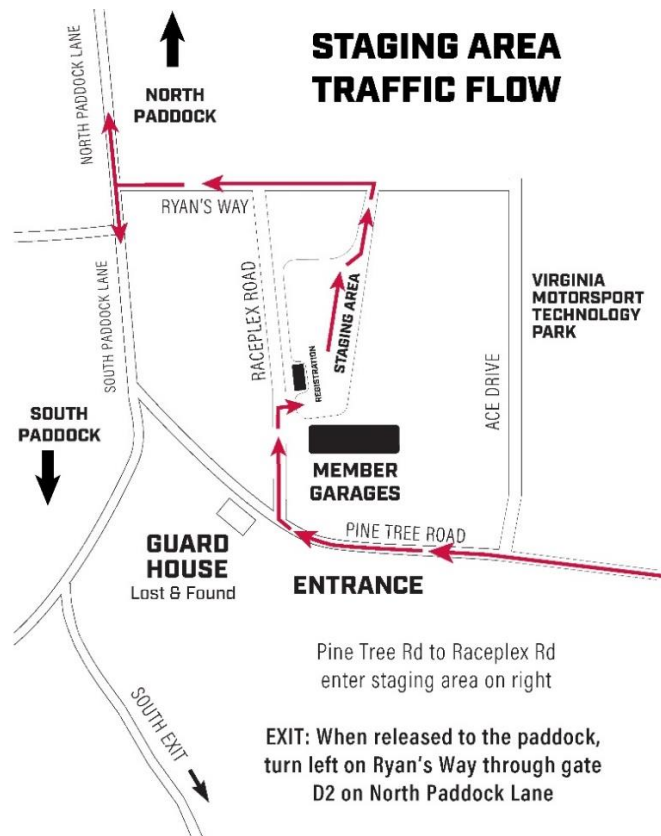 STAGING AREA
TRAFFIC FLOW
NORTH PADDOCK LANE
NORTH
PADDOCK
RYAN'S WAY
RACEPLEX ROAD
STAGING AREA
REGISTRATION
VIRGINIA
MOTORSPORT
TECHNOLOGY
PARK
ACE DRIVE
SOUTH PADDOCK LANE
SOUTH
PADDOCK
MEMBER
GARAGES
PINE TREE ROAD
GUARD
HOUSE
Lost & Found
ENTRANCE
SOUTH EXIT
Pine Tree Rd to Raceplex Rd
enter staging area on right
EXIT: When released to the paddock,
turn left on Ryan's Way through gate
D2 on North Paddock Lane